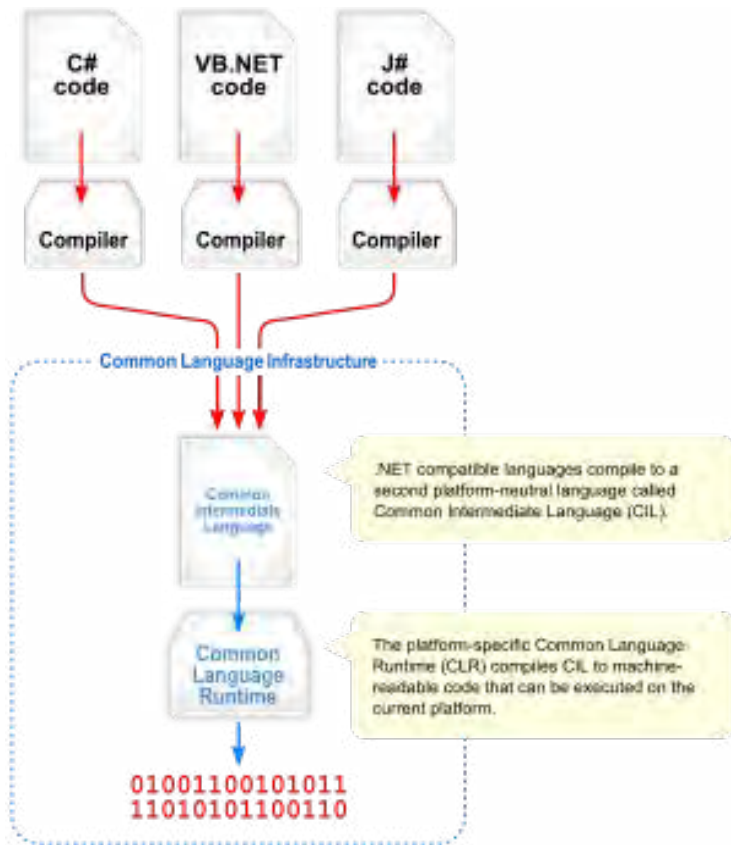 C#
code
VB.NET
code
J#
code
Compiler
Compiler
Compiler
Common Language Infrastructure
Common
Intermediate
Language
.NET compatible languages compile to a
second platform-neutral language called
Common Intermediate Language (CIL).
Common
Language
Runtime
The platform-specific Common Language
Runtime (CLR) compiles CIL to machine-
readable code that can be executed on the
current platform.
01001100101011
11010101100110